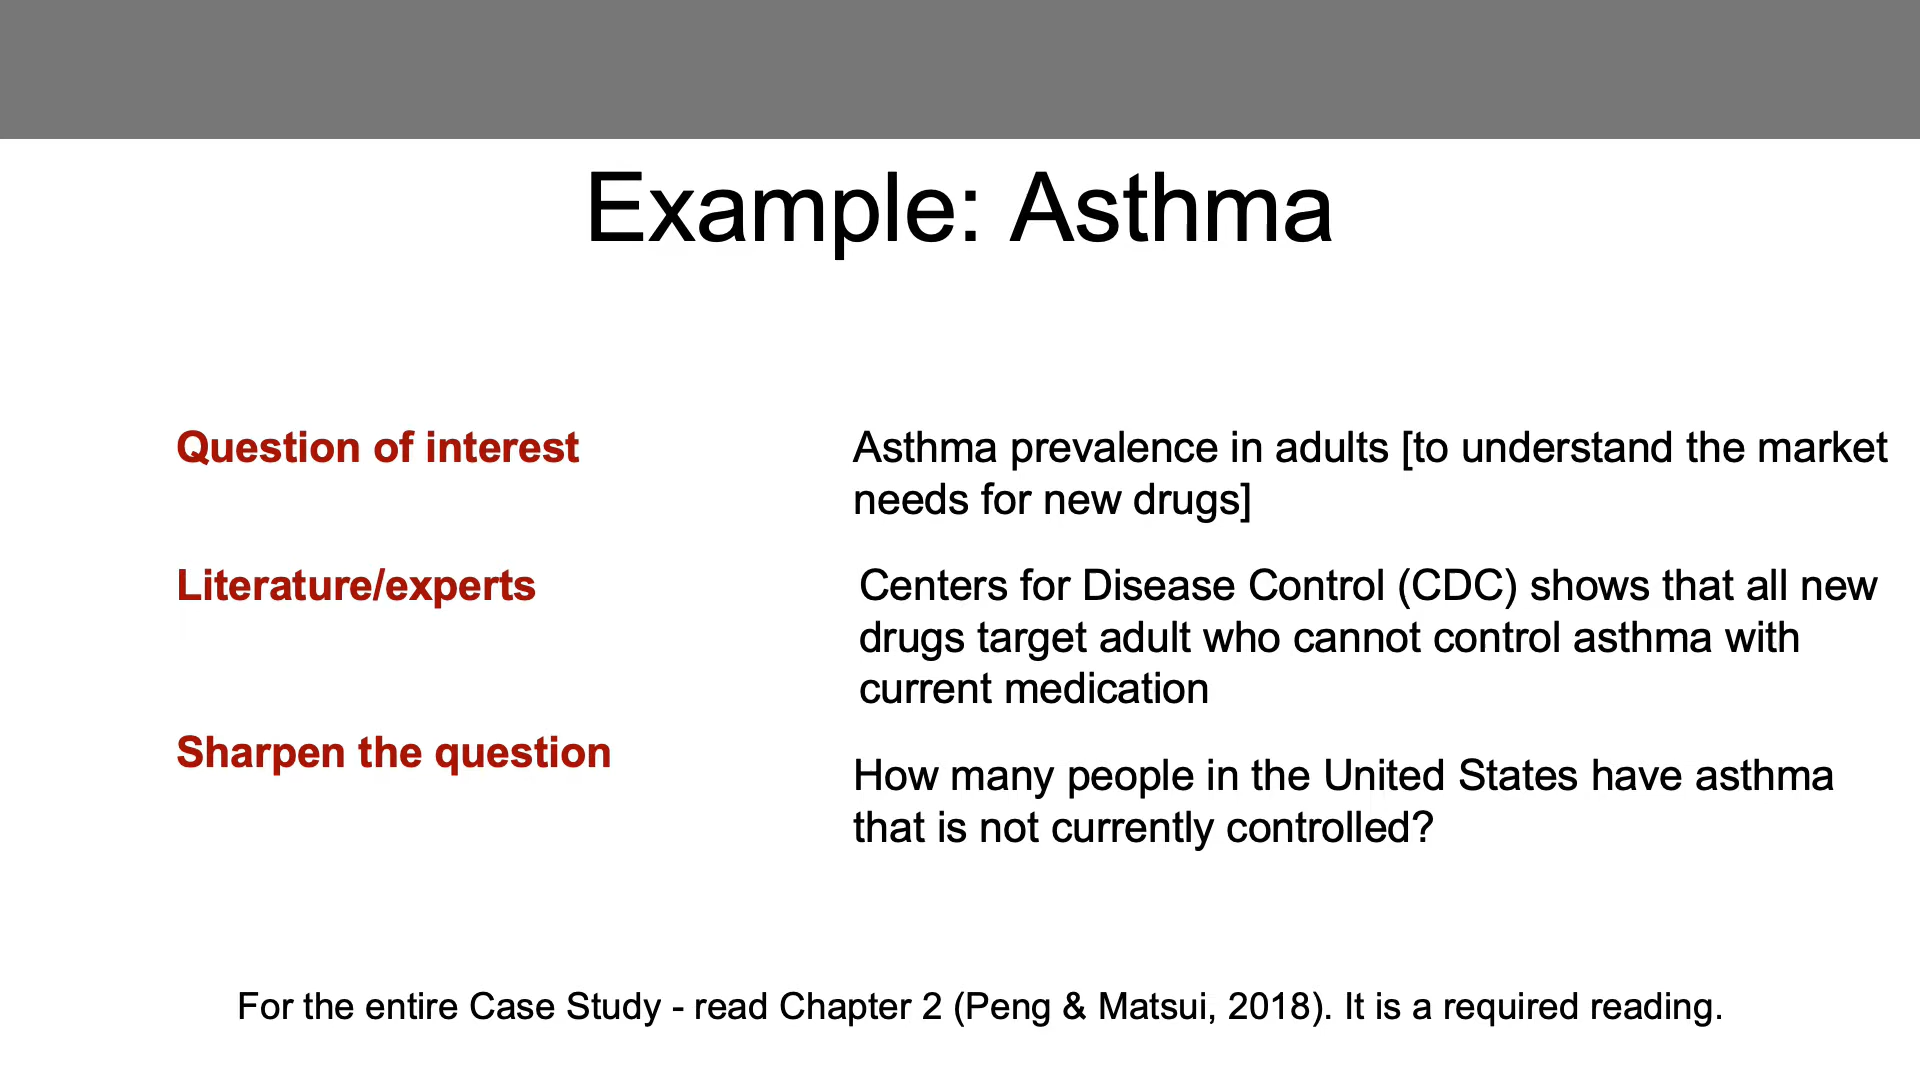 Example: Asthma
Question of interest
Asthma prevalence in adults [to understand the market
needs for new drugs]
Literature/experts
Centers for Disease Control (CDC) shows that all new
drugs target adult who cannot control asthma with
current medication
Sharpen the question
How many people in the United States have asthma
that is not currently controlled?
For the entire Case Study - read Chapter 2 (Peng & Matsui, 2018). It is a required reading.